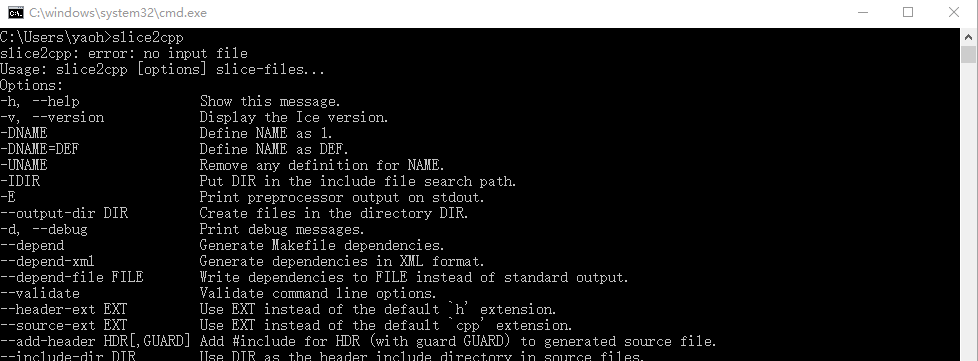 C:\windows\system32\cmd.exe
C:\Users\yaoh>slice2cpp
slice2cpp: error: no input file
Usage: slice2cpp [options] slice-files...
Options:
-h, --help                Show this message.
-v, --version             Display the Ice version.
-DNAME                    Define NAME as 1.
-DNAME=DEF                Define NAME as DEF.
-UNAME                    Remove any definition for NAME.
-IDIR                     Put DIR in the include file search path.
-E                        Print preprocessor output on stdout.
--output-dir DIR          Create files in the directory DIR.
-d, --debug               Print debug messages.
--depend                  Generate Makefile dependencies.
--depend-xml              Generate dependencies in XML format.
--depend-file FILE        Write dependencies to FILE instead of standard output.
--validate                Validate command line options.
--header-ext EXT          Use EXT instead of the default `h' extension.
--source-ext EXT          Use EXT instead of the default `cpp' extension.
--add-header HDR[,GUARD]  Add #include for HDR (with guard GUARD) to generated source file.
--include-dir DIR         Use DIR as the header include directory in source files.